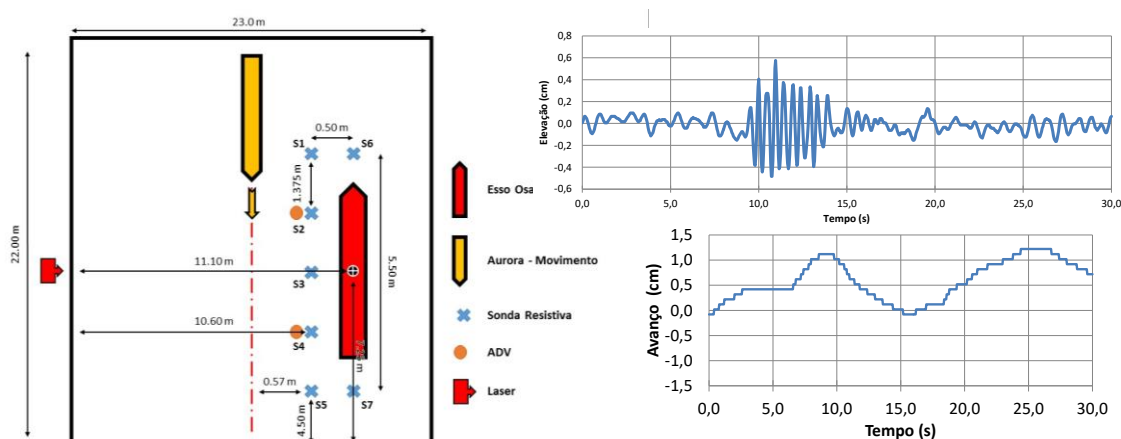 23.0 m
22.00 m
0.50 m
S1
S6
1.375 m
S2
11.10 m
S3
5.50 m
10.60 m
S4
0.57 m
S5
S7
4.50 m
Esso Osa
Aurora - Movimento
Sonda Resistiva
ADV
Laser
Elevação (cm)
0,8
0,6
0,4
0,2
0,0
-0,2
-0,4
-0,6
0,0 5,0 10,0 15,0 20,0 25,0 30,0
Tempo (s)
Avanço (cm)
1,5
1,0
0,5
0,0
-0,5
-1,0
-1,5
0,0 5,0 10,0 15,0 20,0 25,0 30,0
Tempo (s)